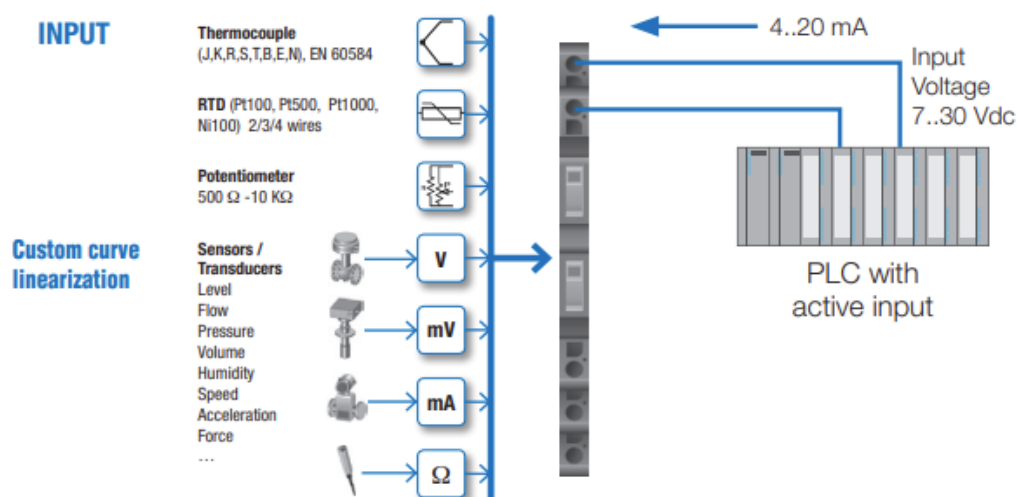 INPUT
Thermocouple
(J,K,R,S,T,B,E,N), EN 60584
RTD (Pt100, Pt500, Pt1000,
Ni100) 2/3/4 wires
Potentiometer
500 Ω -10 KΩ
Custom curve
linearization
Sensors /
Transducers
Level
Flow
Pressure
Volume
Humidity
Speed
Acceleration
Force
...
V
mV
mA
Ω
4..20 mA
Input
Voltage
7..30 Vdc
PLC with
active input